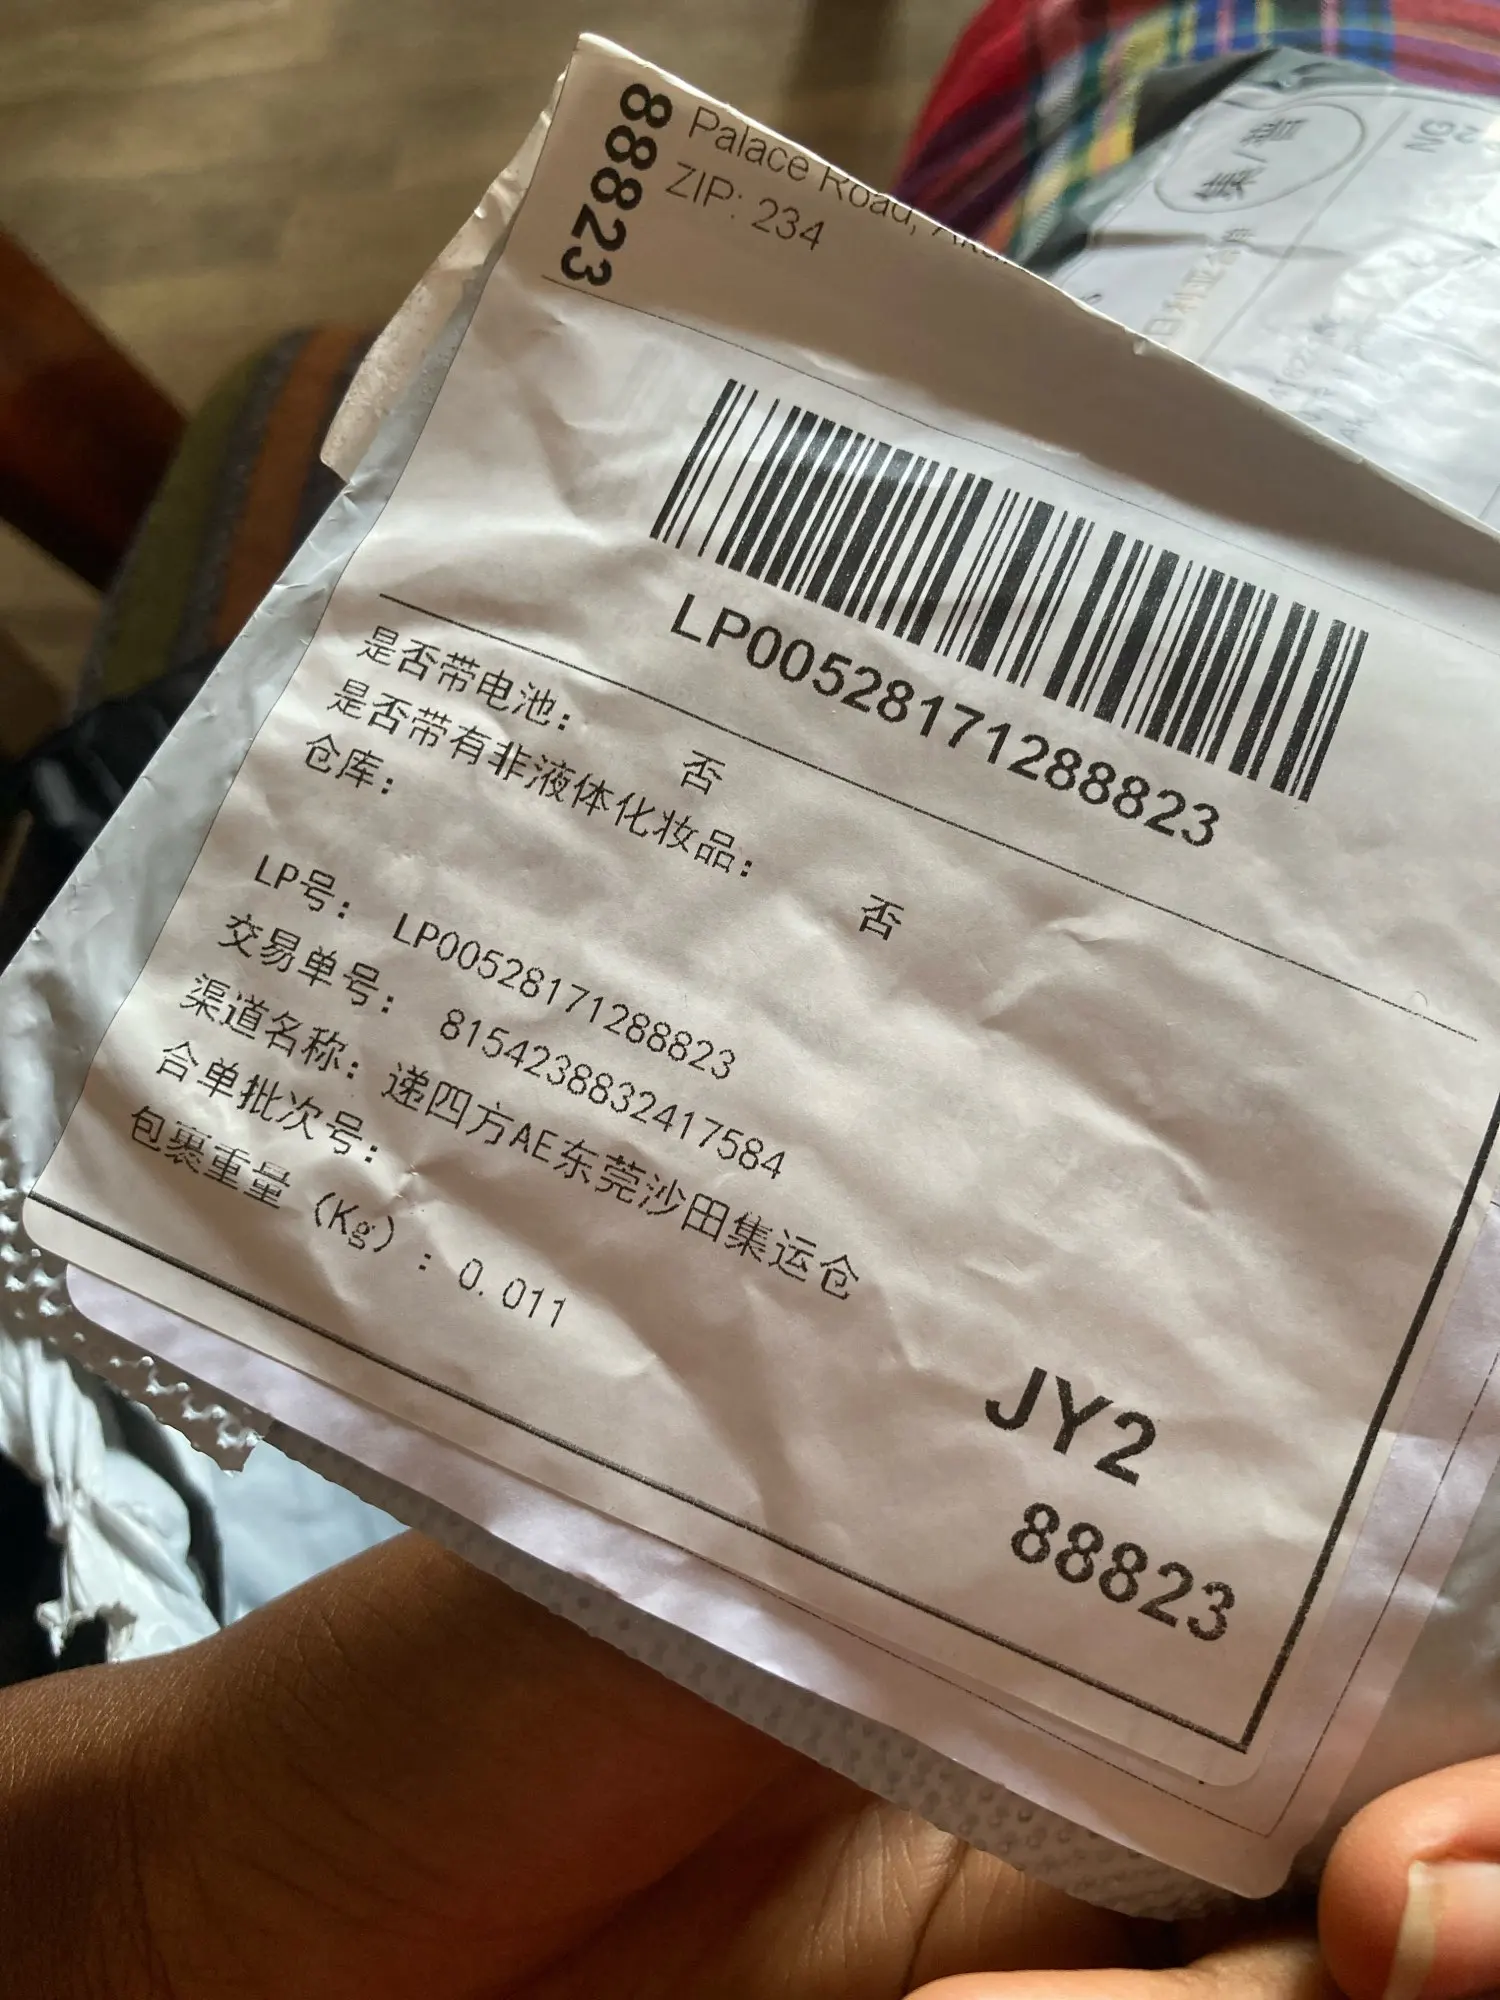 88823
Palace Road,
ZIP: 234
LP00528171288823
是否带电池： 否
是否带有非液体化妆品： 否
仓库：
LP号： LP00528171288823
交易单号： 8154238832417584
渠道名称： 递四方AE东莞沙田集运仓
合单批次号：
包裹重量（Kg）: 0.011
JY2
88823
集/普
NG